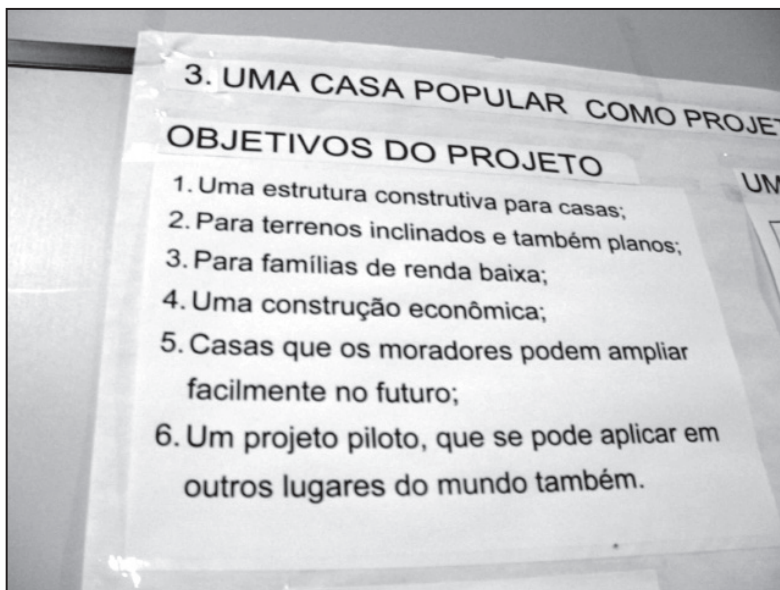 3. UMA CASA POPULAR COMO PROJE
OBJETIVOS DO PROJETO
UM
1. Uma estrutura construtiva para casas;
2. Para terrenos inclinados e também planos;
3. Para famílias de renda baixa;
4. Uma construção econômica;
5. Casas que os moradores podem ampliar
facilmente no futuro;
6. Um projeto piloto, que se pode aplicar em
outros lugares do mundo também.